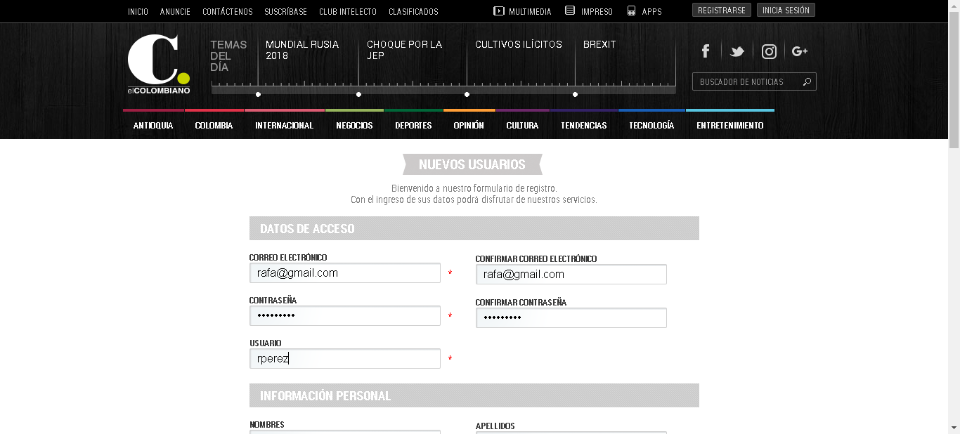 INICIO ANUNCIE CONTÁCTENOS SUSCRÍBASE CLUB INTELECTO CLASIFICADOS MULTIMEDIA IMPRESO APPS REGISTRARSE INICIA SESIÓN
C.
elCOLOMBIANO
TEMAS DEL DÍA
MUNDIAL RUSIA 2018
CHOQUE POR LA JEP
CULTIVOS ILÍCITOS
BREXIT
BUSCADOR DE NOTICIAS
ANTIOQUIA COLOMBIA INTERNACIONAL NEGOCIOS DEPORTES OPINIÓN CULTURA TENDENCIAS TECNOLOGÍA ENTRETENIMIENTO
NUEVOS USUARIOS
Bienvenido a nuestro formulario de registro.
Con el ingreso de sus datos podrá disfrutar de nuestros servicios.
DATOS DE ACCESO
CORREO ELECTRÓNICO CONFIRMAR CORREO ELECTRÓNICO
rafa@gmail.com * rafa@gmail.com
CONTRASEÑA CONFIRMAR CONTRASEÑA
••••••••• * •••••••••
USUARIO
rperez *
INFORMACIÓN PERSONAL
NOMBRES APELLIDOS